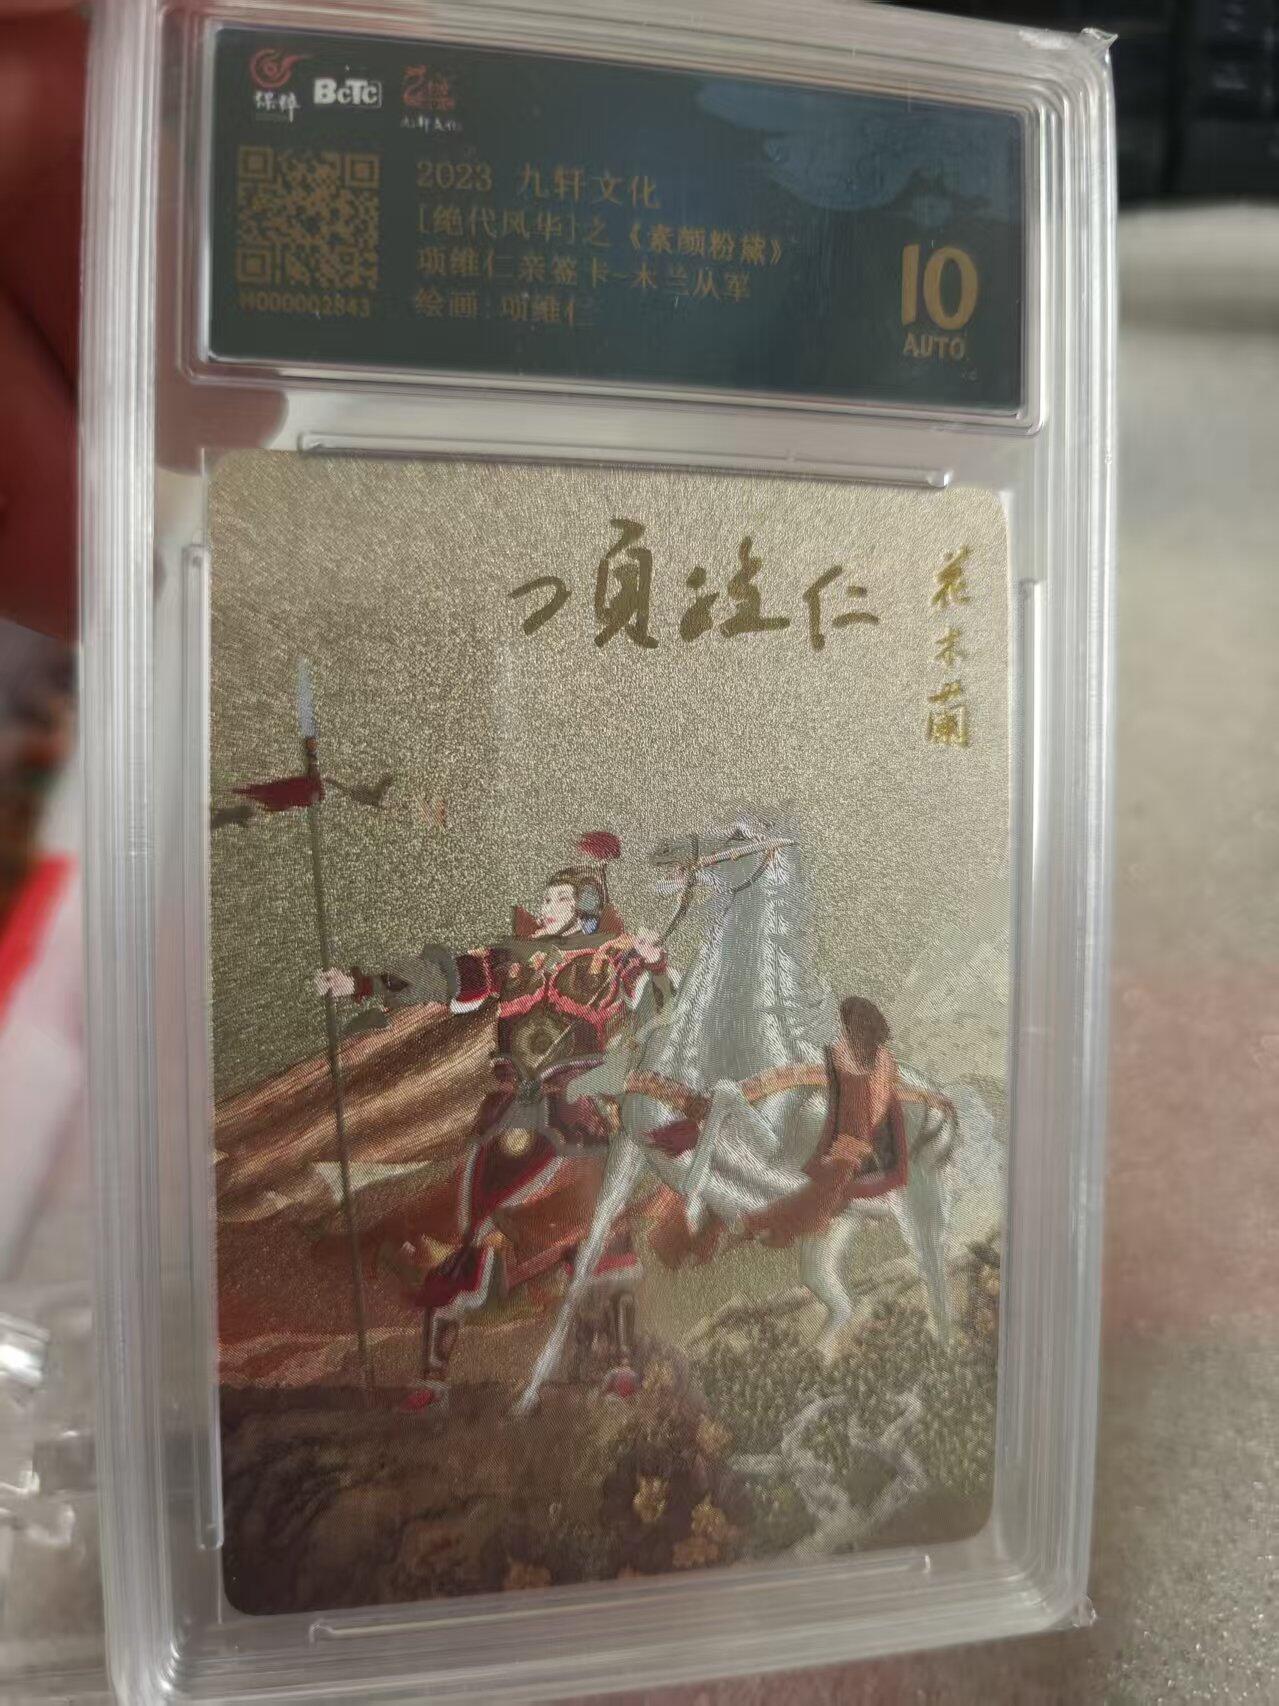 保粹 BCTC 九轩文化
2023 九轩文化
[绝代风华]之《素颜粉黛》
项维仁亲签卡~木兰从军
绘画:项维仁
H000002843
10
AUTO
项维仁
花木蘭